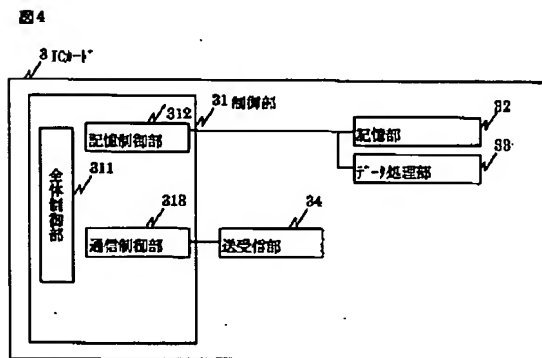 図4
3 ICカード
312
31 制御部
記憶制御部
32
記憶部
33
データ処理部
全体制御部
311
318
通信制御部
34
送受信部